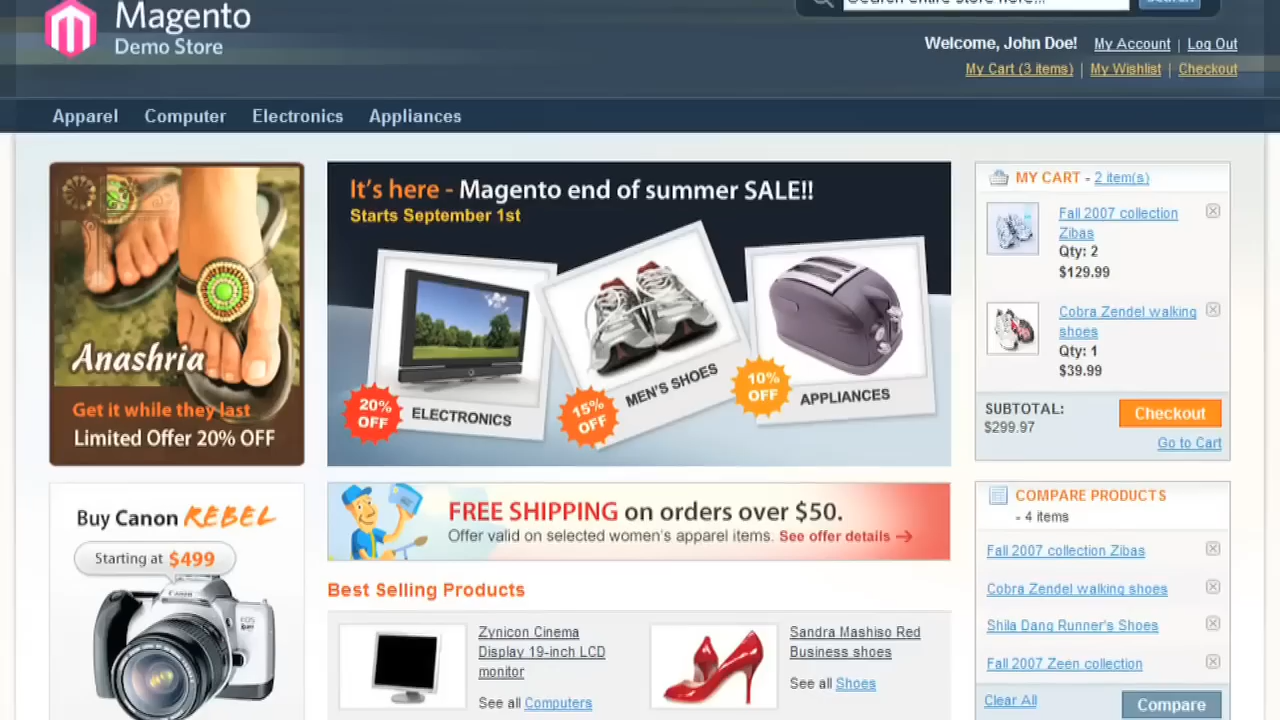 Magento
Demo Store
Search entire store here...
Search
Welcome, John Doe! My Account | Log Out
My Cart (3 items) | My Wishlist | Checkout
Apparel Computer Electronics Appliances
Anashria
Get it while they last
Limited Offer 20% OFF
It's here - Magento end of summer SALE!!
Starts September 1st
20%
OFF
ELECTRONICS
15%
OFF
MEN'S SHOES
10%
OFF
APPLIANCES
MY CART - 2 item(s)
Fall 2007 collection
Zibas
Qty: 2
$129.99
Cobra Zendel walking
shoes
Qty: 1
$39.99
SUBTOTAL:
$299.97
Checkout
Go to Cart
Buy Canon REBEL
Starting at $499
Canon
EOS
FREE SHIPPING on orders over $50.
Offer valid on selected women's apparel items. See offer details →
Best Selling Products
Zynicon Cinema
Display 19-inch LCD
monitor
See all Computers
Sandra Mashiso Red
Business shoes
See all Shoes
COMPARE PRODUCTS
- 4 items
Fall 2007 collection Zibas
Cobra Zendel walking shoes
Shila Dang Runner's Shoes
Fall 2007 Zeen collection
Clear All
Compare